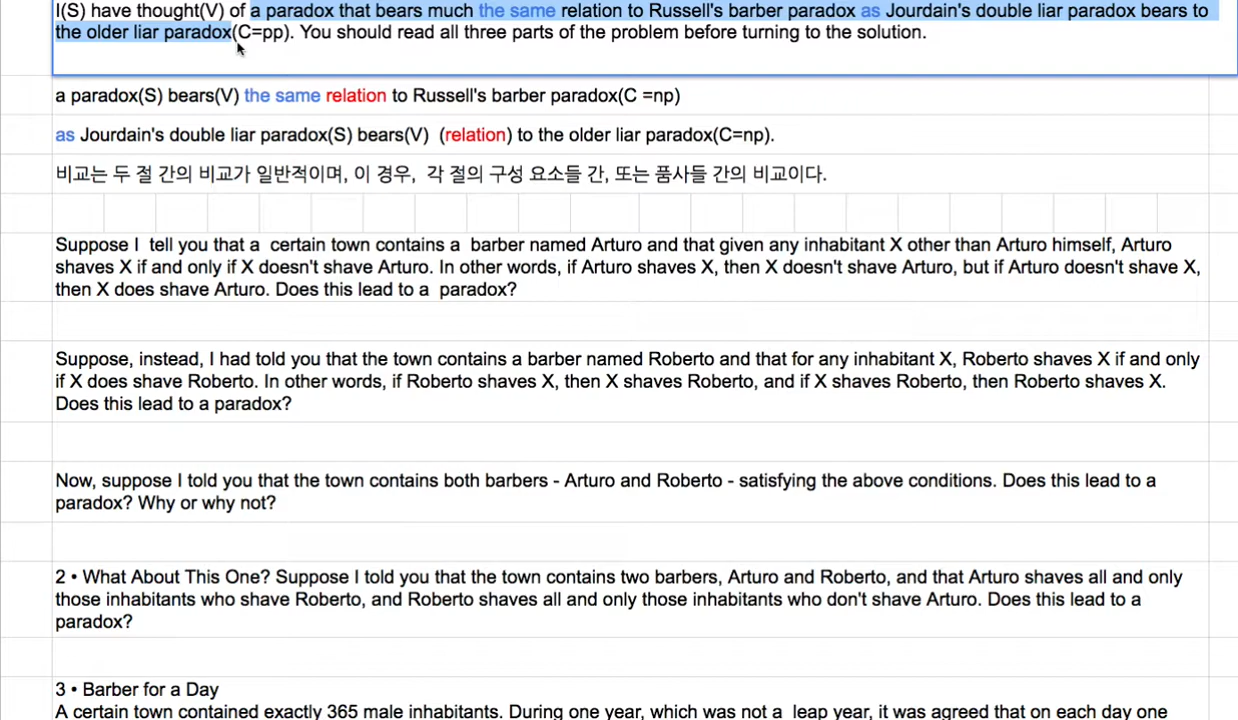 I(S) have thought(V) of a paradox that bears much the same relation to Russell's barber paradox as Jourdain's double liar paradox bears to
the older liar paradox(C=pp). You should read all three parts of the problem before turning to the solution.
a paradox(S) bears(V) the same relation to Russell's barber paradox(C =np)
as Jourdain's double liar paradox(S) bears(V)  (relation) to the older liar paradox(C=np).
비교는 두 절 간의 비교가 일반적이며, 이 경우,  각 절의 구성 요소들 간, 또는 품사들 간의 비교이다.
Suppose I  tell you that a  certain town contains a  barber named Arturo and that given any inhabitant X other than Arturo himself, Arturo
shaves X if and only if X doesn't shave Arturo. In other words, if Arturo shaves X, then X doesn't shave Arturo, but if Arturo doesn't shave X,
then X does shave Arturo. Does this lead to a  paradox?
Suppose, instead, I had told you that the town contains a barber named Roberto and that for any inhabitant X, Roberto shaves X if and only
if X does shave Roberto. In other words, if Roberto shaves X, then X shaves Roberto, and if X shaves Roberto, then Roberto shaves X.
Does this lead to a paradox?
Now, suppose I told you that the town contains both barbers - Arturo and Roberto - satisfying the above conditions. Does this lead to a
paradox? Why or why not?
2 • What About This One? Suppose I told you that the town contains two barbers, Arturo and Roberto, and that Arturo shaves all and only
those inhabitants who shave Roberto, and Roberto shaves all and only those inhabitants who don't shave Arturo. Does this lead to a
paradox?
3 • Barber for a Day
A certain town contained exactly 365 male inhabitants. During one year, which was not a  leap year, it was agreed that on each day one